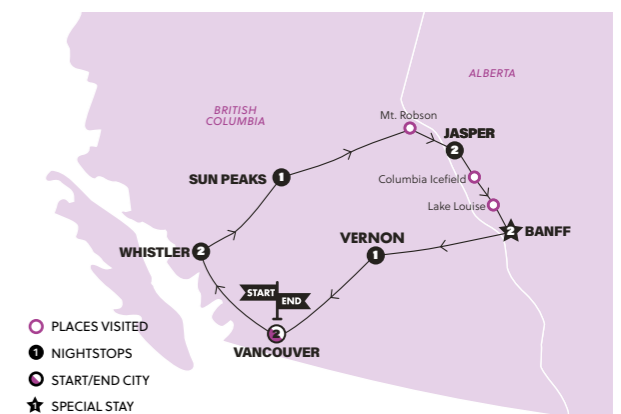 ALBERTA
BRITISH
COLUMBIA
Mt. Robson
JASPER
2
SUN PEAKS
1
Columbia Icefield
Lake Louise
2
BANFF
WHISTLER
2
VERNON
1
START
END
2
VANCOUVER
PLACES VISITED
1 NIGHTSTOPS
START/END CITY
1 SPECIAL STAY